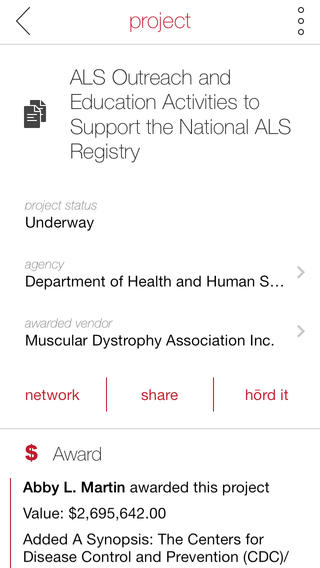 project
ALS Outreach and
Education Activities to
Support the National ALS
Registry
project status
Underway
agency
Department of Health and Human S...
awarded vendor
Muscular Dystrophy Association Inc.
network share hōrd it
$ Award
Abby L. Martin awarded this project
Value: $2,695,642.00
Added A Synopsis: The Centers for
Disease Control and Prevention (CDC)/